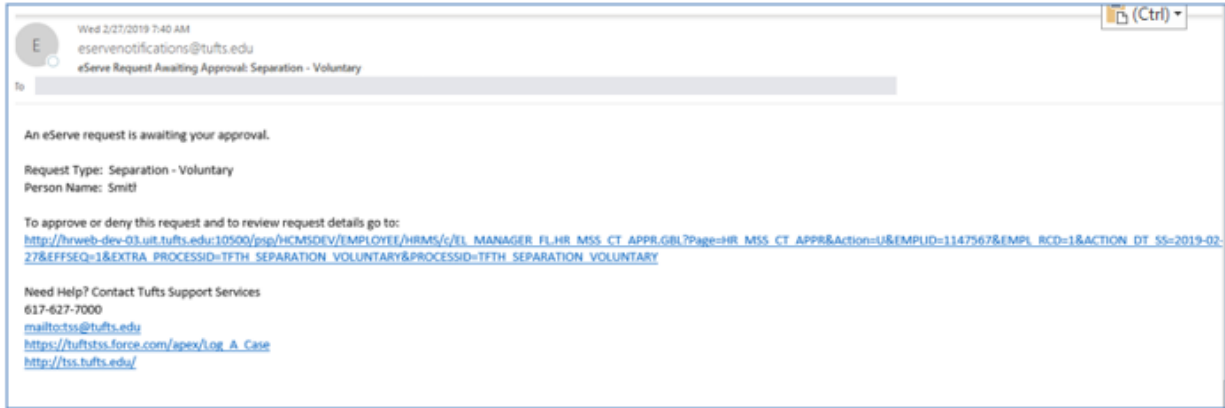 (Ctrl)
Wed 2/27/2019 7:40 AM
E
eservenotifications@tufts.edu
eServe Request Awaiting Approval: Separation - Voluntary
To
An eServe request is awaiting your approval.
Request Type: Separation - Voluntary
Person Name: Smith
To approve or deny this request and to review request details go to:
http://hrweb-dev-03.uit.tufts.edu:10500/psp/HCMSDEV/EMPLOYEE/HRMS/c/EL_MANAGER_FL.HR_MSS_CT_APPR.GBL?Page=HR_MSS_CT_APPR&Action=U&EMPLID=1147567&EMPL_RCD=1&ACTION_DT_SS=2019-02-
27&EFFSEQ=1&EXTRA_PROCESSID=TFTH_SEPARATION_VOLUNTARY&PROCESSID=TFTH_SEPARATION_VOLUNTARY
Need Help? Contact Tufts Support Services
617-627-7000
mailto:tss@tufts.edu
https://tuftstss.force.com/apex/Log_A_Case
http://tss.tufts.edu/